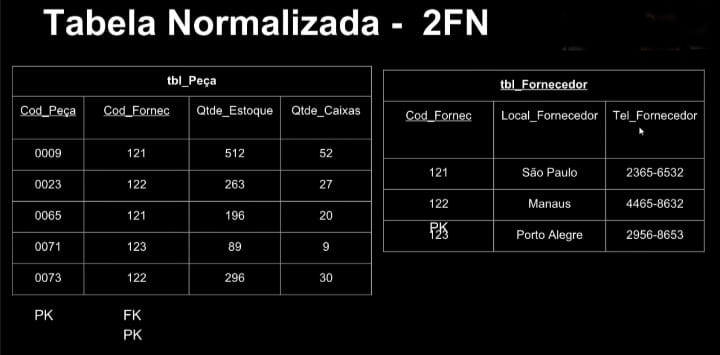 Tabela Normalizada - 2FN
tbl_Peça
Cod_Peça Cod_Fornec Qtde_Estoque Qtde_Caixas
0009 121 512 52
0023 122 263 27
0065 121 196 20
0071 123 89 9
0073 122 296 30
PK FK
PK
tbl_Fornecedor
Cod_Fornec Local_Fornecedor Tel_Fornecedor
121 São Paulo 2365-6532
122 Manaus 4465-8632
PK
123 Porto Alegre 2956-8653